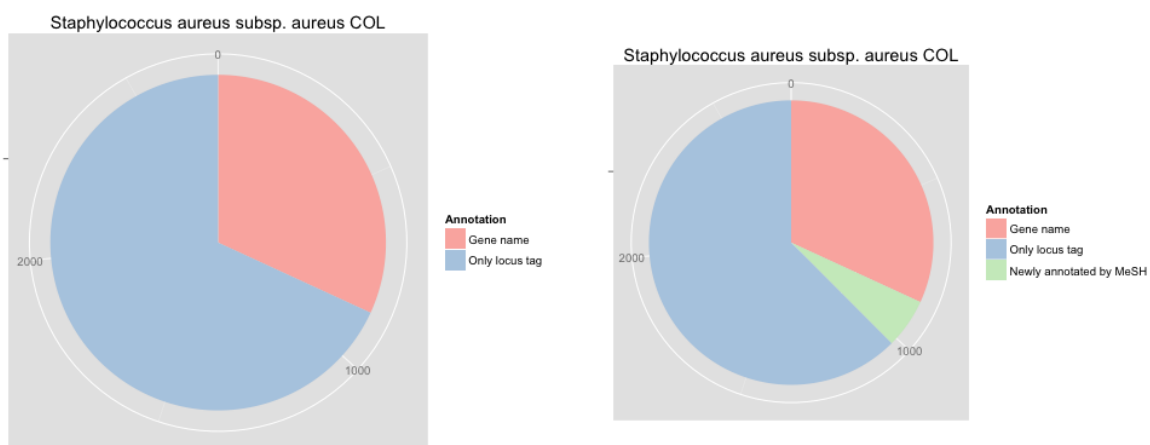 Staphylococcus aureus subsp. aureus COL
0
2000
1000
Annotation
Gene name
Only locus tag
Staphylococcus aureus subsp. aureus COL
0
2000
1000
Annotation
Gene name
Only locus tag
Newly annotated by MeSH